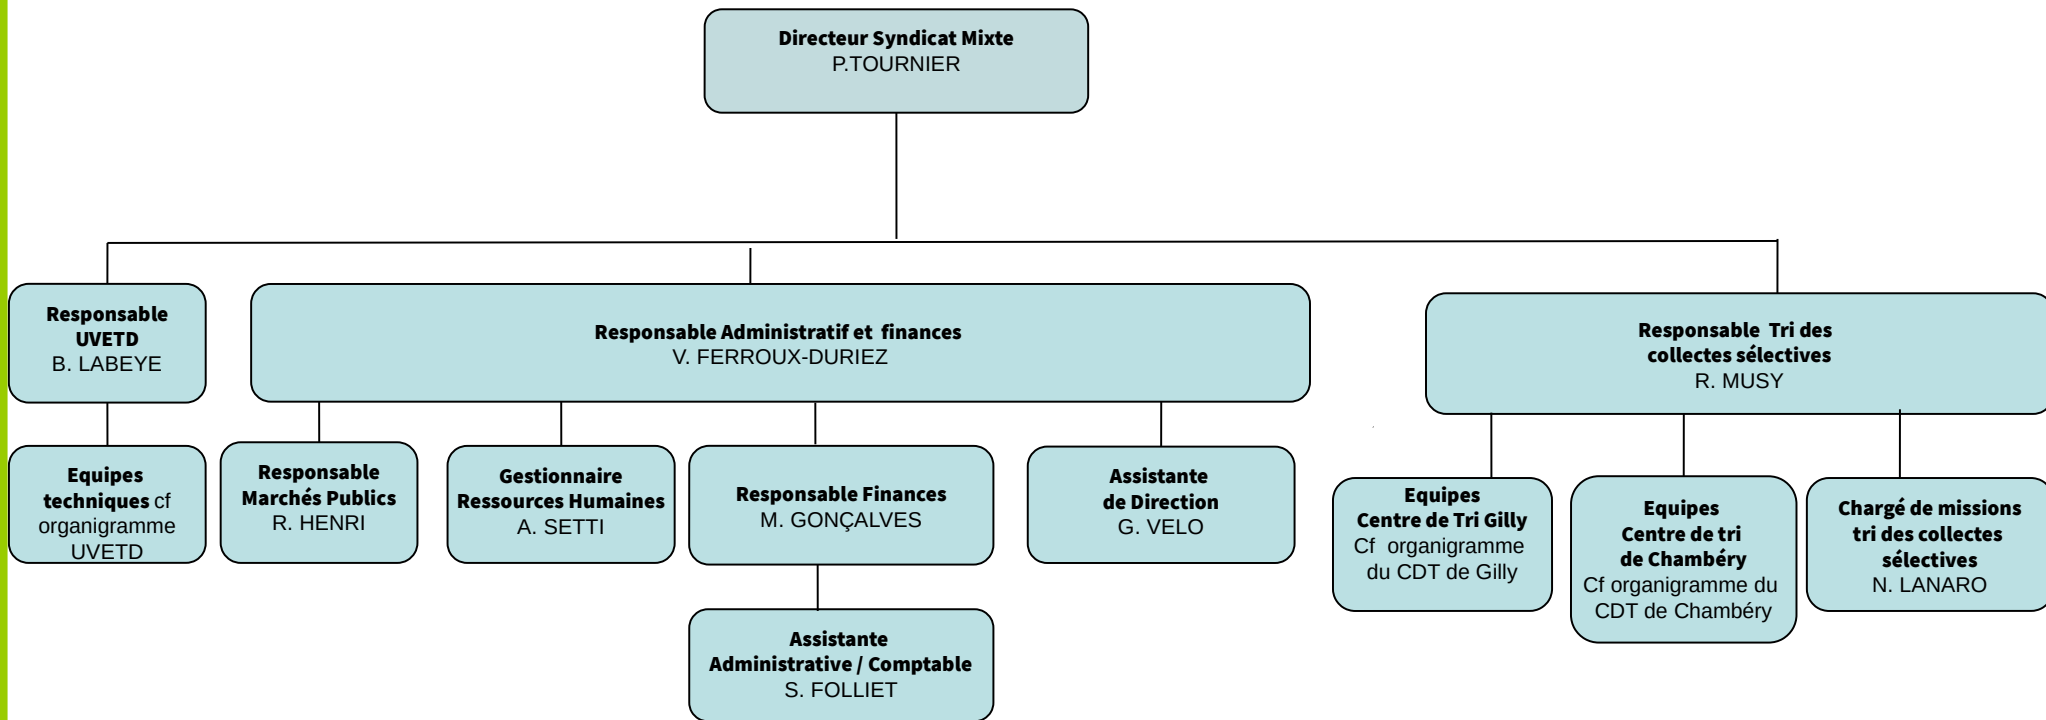 Directeur Syndicat Mixte
P.TOURNIER
Responsable
UVETD
B. LABEYE
Responsable Administratif et  finances
V. FERROUX-DURIEZ
Responsable  Tri des
collectes sélectives
R. MUSY
Equipes
techniques cf
organigramme
UVETD
Responsable
Marchés Publics
R. HENRI
Gestionnaire
Ressources Humaines
A. SETTI
Responsable Finances
M. GONÇALVES
Assistante
de Direction
G. VELO
Equipes
Centre de Tri Gilly
Cf  organigramme
du CDT de Gilly
Equipes
Centre de tri
de Chambéry
Cf organigramme du
CDT de Chambéry
Chargé de missions
tri des collectes
sélectives
N. LANARO
Assistante
Administrative / Comptable
S. FOLLIET